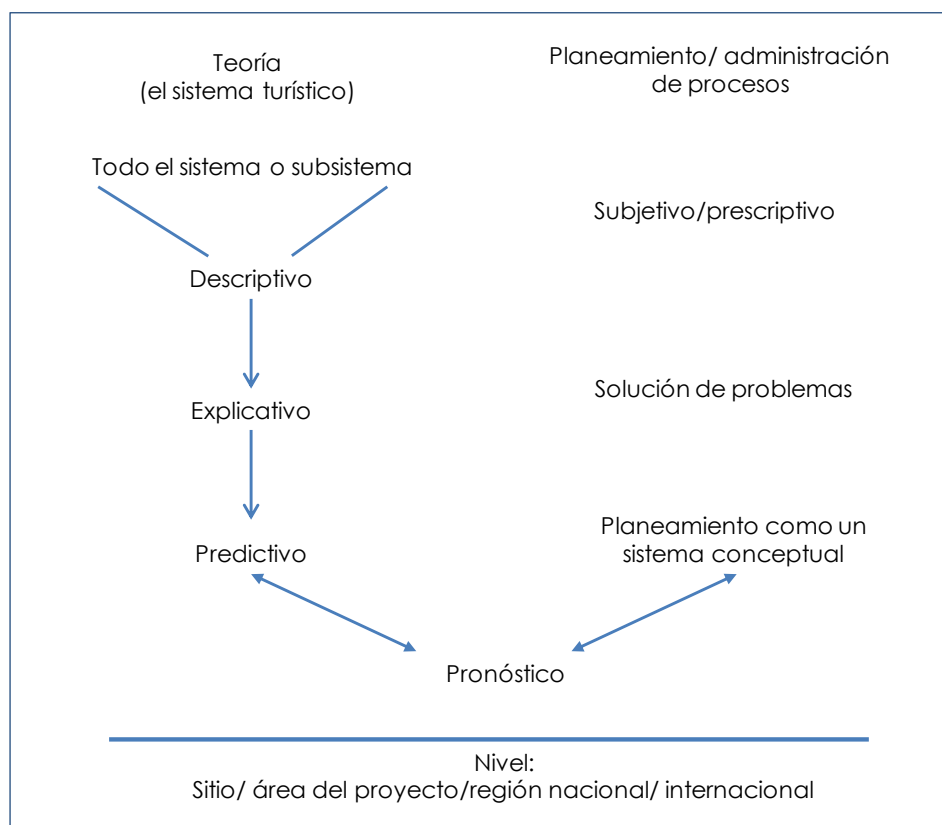 Teoría
(el sistema turístico)
Planeamiento/ administración
de procesos
Todo el sistema o subsistema
Subjetivo/prescriptivo
Descriptivo
Solución de problemas
Explicativo
Planeamiento como un
sistema conceptual
Predictivo
Pronóstico
Nivel:
Sitio/ área del proyecto/región nacional/ internacional